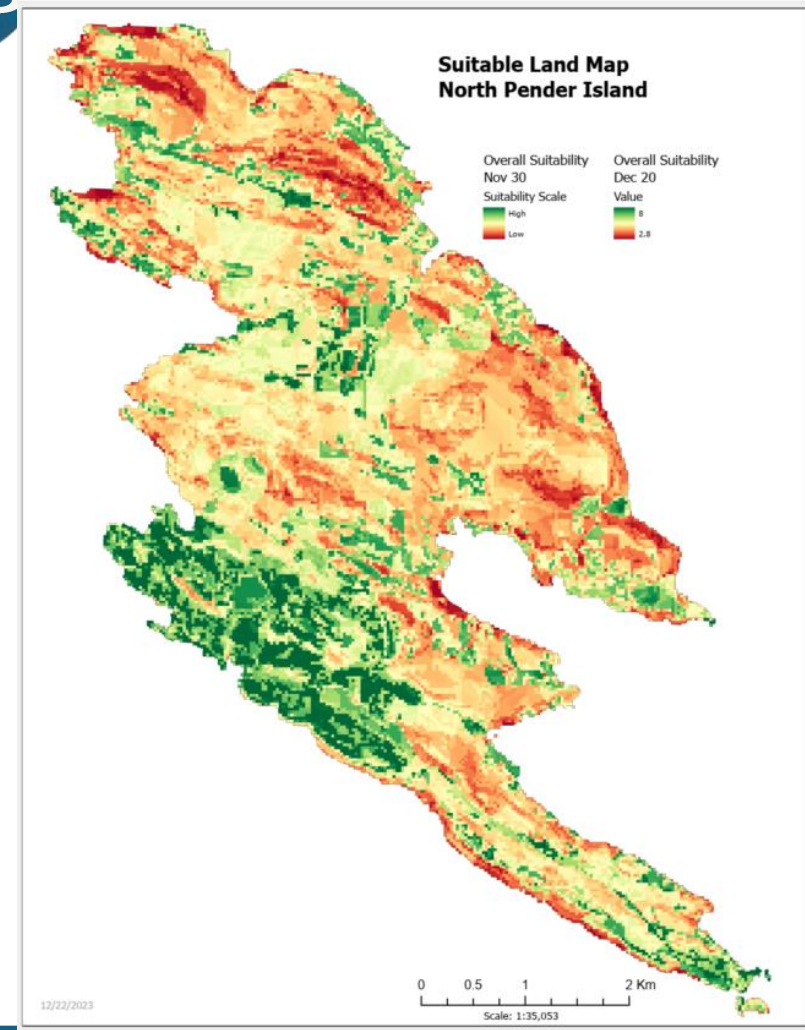 Suitable Land Map
North Pender Island
Overall Suitability
Nov 30
Suitability Scale
High
Low
Overall Suitability
Dec 20
Value
8
2.8
0 0.5 1 2 Km
Scale: 1:35,053
12/22/2023